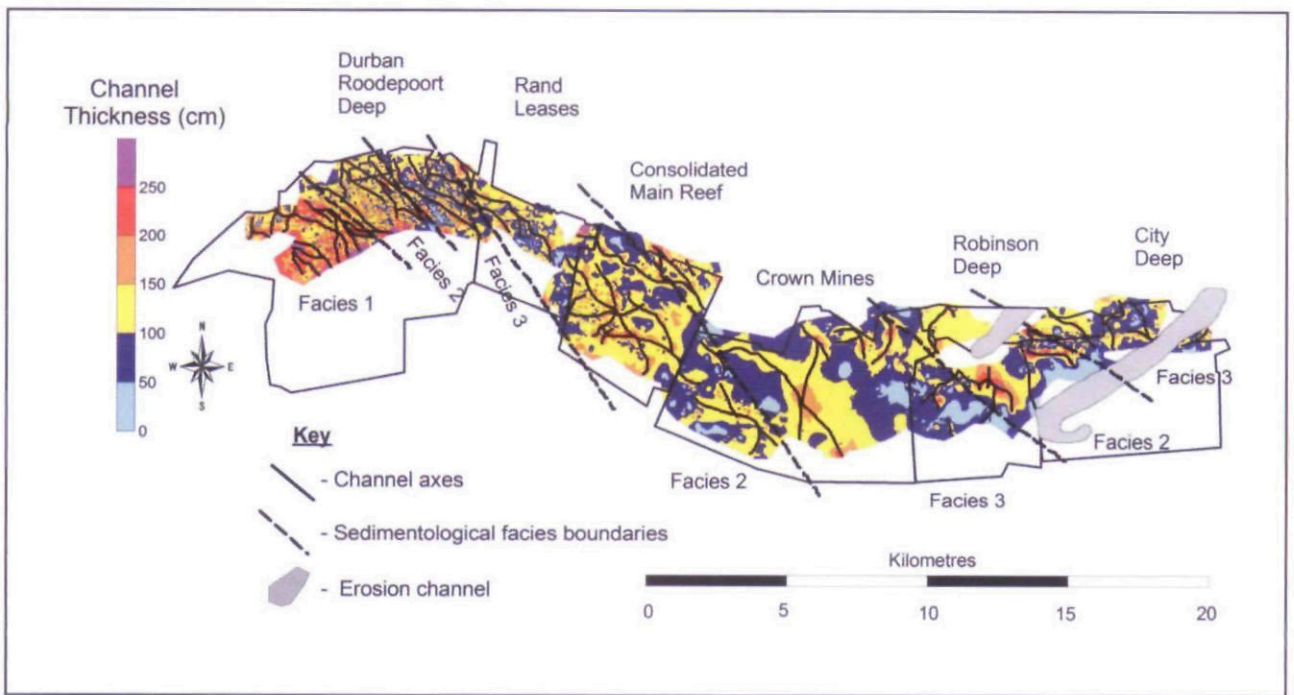 Channel
Thickness (cm)
250
200
150
100
50
0
Durban
Roodepoort
Deep
Rand
Leases
Consolidated
Main Reef
Crown Mines
Robinson
Deep
City
Deep
Facies 1
Facies 2
Facies 3
Facies 2
Facies 3
Facies 2
Facies 3
N
W E
S
Key
- Channel axes
- Sedimentological facies boundaries
- Erosion channel
Kilometres
0 5 10 15 20